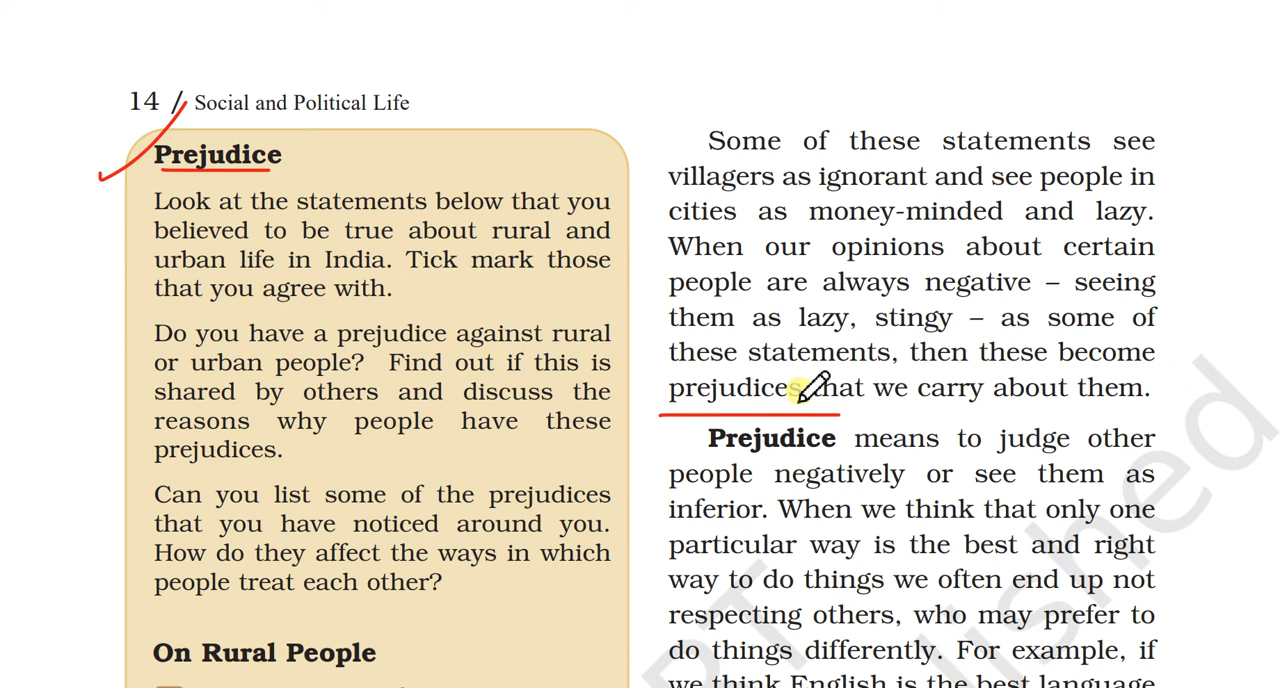 14 / Social and Political Life
Prejudice
Look at the statements below that you
believed to be true about rural and
urban life in India. Tick mark those
that you agree with.
Do you have a prejudice against rural
or urban people? Find out if this is
shared by others and discuss the
reasons why people have these
prejudices.
Can you list some of the prejudices
that you have noticed around you.
How do they affect the ways in which
people treat each other?
On Rural People
Some of these statements see
villagers as ignorant and see people in
cities as money-minded and lazy.
When our opinions about certain
people are always negative – seeing
them as lazy, stingy – as some of
these statements, then these become
prejudices that we carry about them.
Prejudice means to judge other
people negatively or see them as
inferior. When we think that only one
particular way is the best and right
way to do things we often end up not
respecting others, who may prefer to
do things differently. For example, if
we think English is the best language